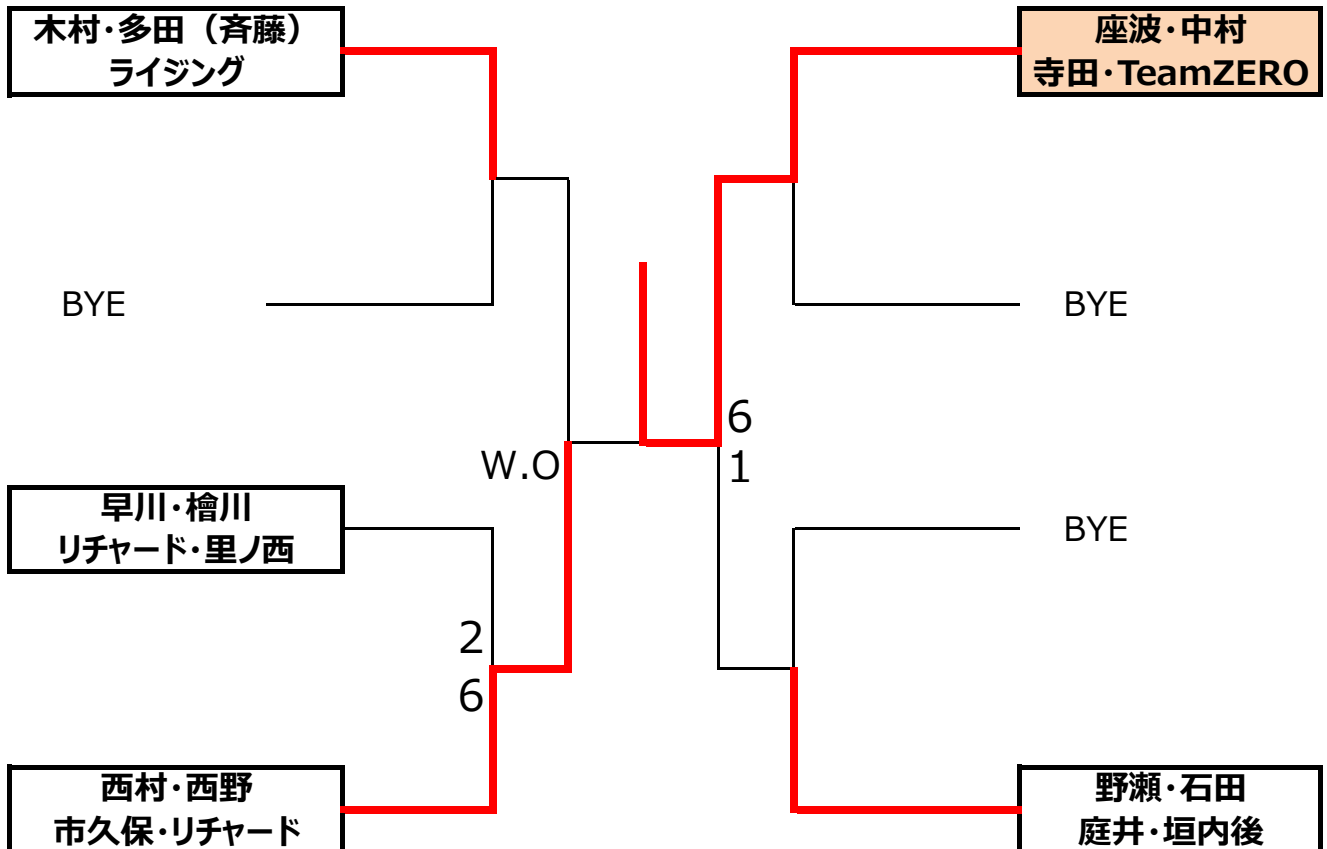 木村・多田（斉藤）
ライジング
座波・中村
寺田・TeamZERO
BYE
BYE
6
W.O
1
早川・檜川
リチャード・里ノ西
BYE
2
6
西村・西野
市久保・リチャード
野瀬・石田
庭井・垣内後